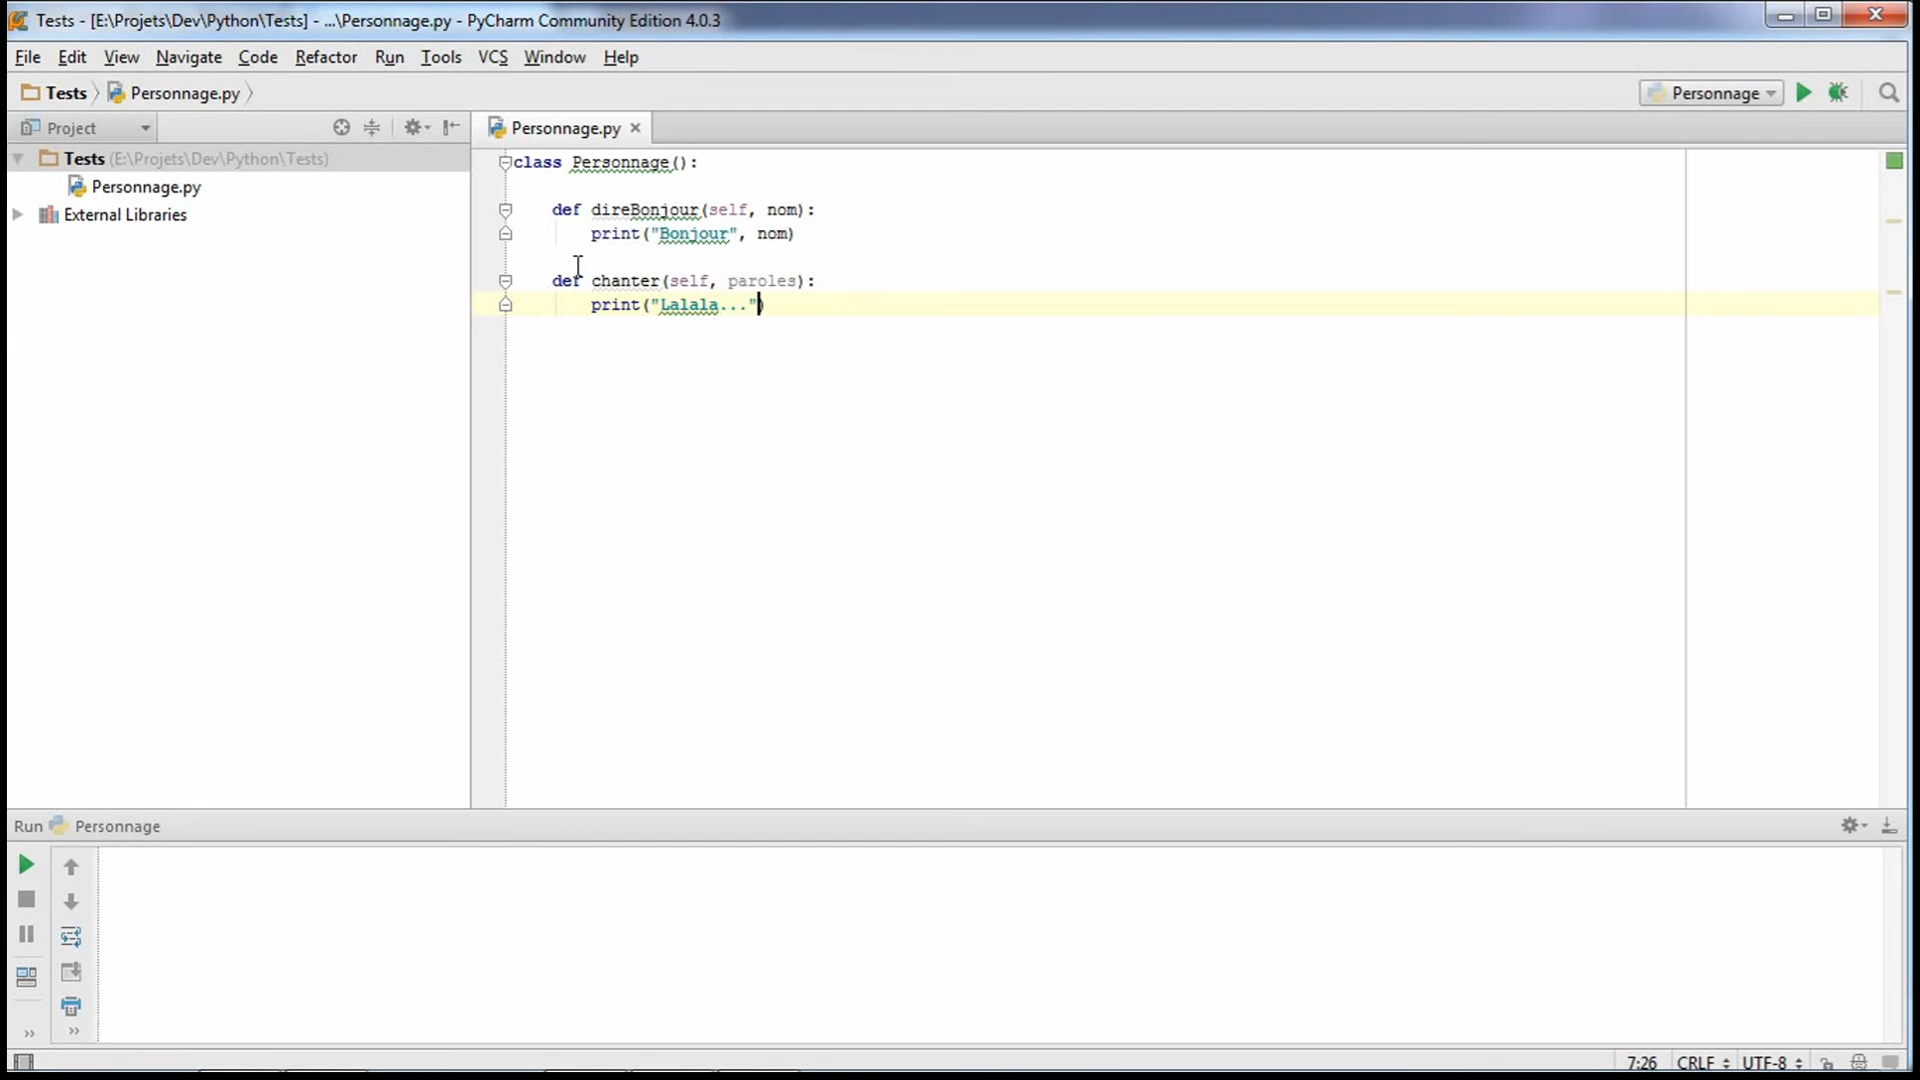 Tests - [E:\Projets\Dev\Python\Tests] - ...\Personnage.py - PyCharm Community Edition 4.0.3
File Edit View Navigate Code Refactor Run Tools VCS Window Help
Tests Personnage.py Personnage
Project Personnage.py
Tests (E:\Projets\Dev\Python\Tests)
Personnage.py
External Libraries
class Personnage():
def direBonjour(self, nom):
print("Bonjour", nom)
def chanter(self, paroles):
print("Lalala...")
Run Personnage
7:26 CRLF UTF-8